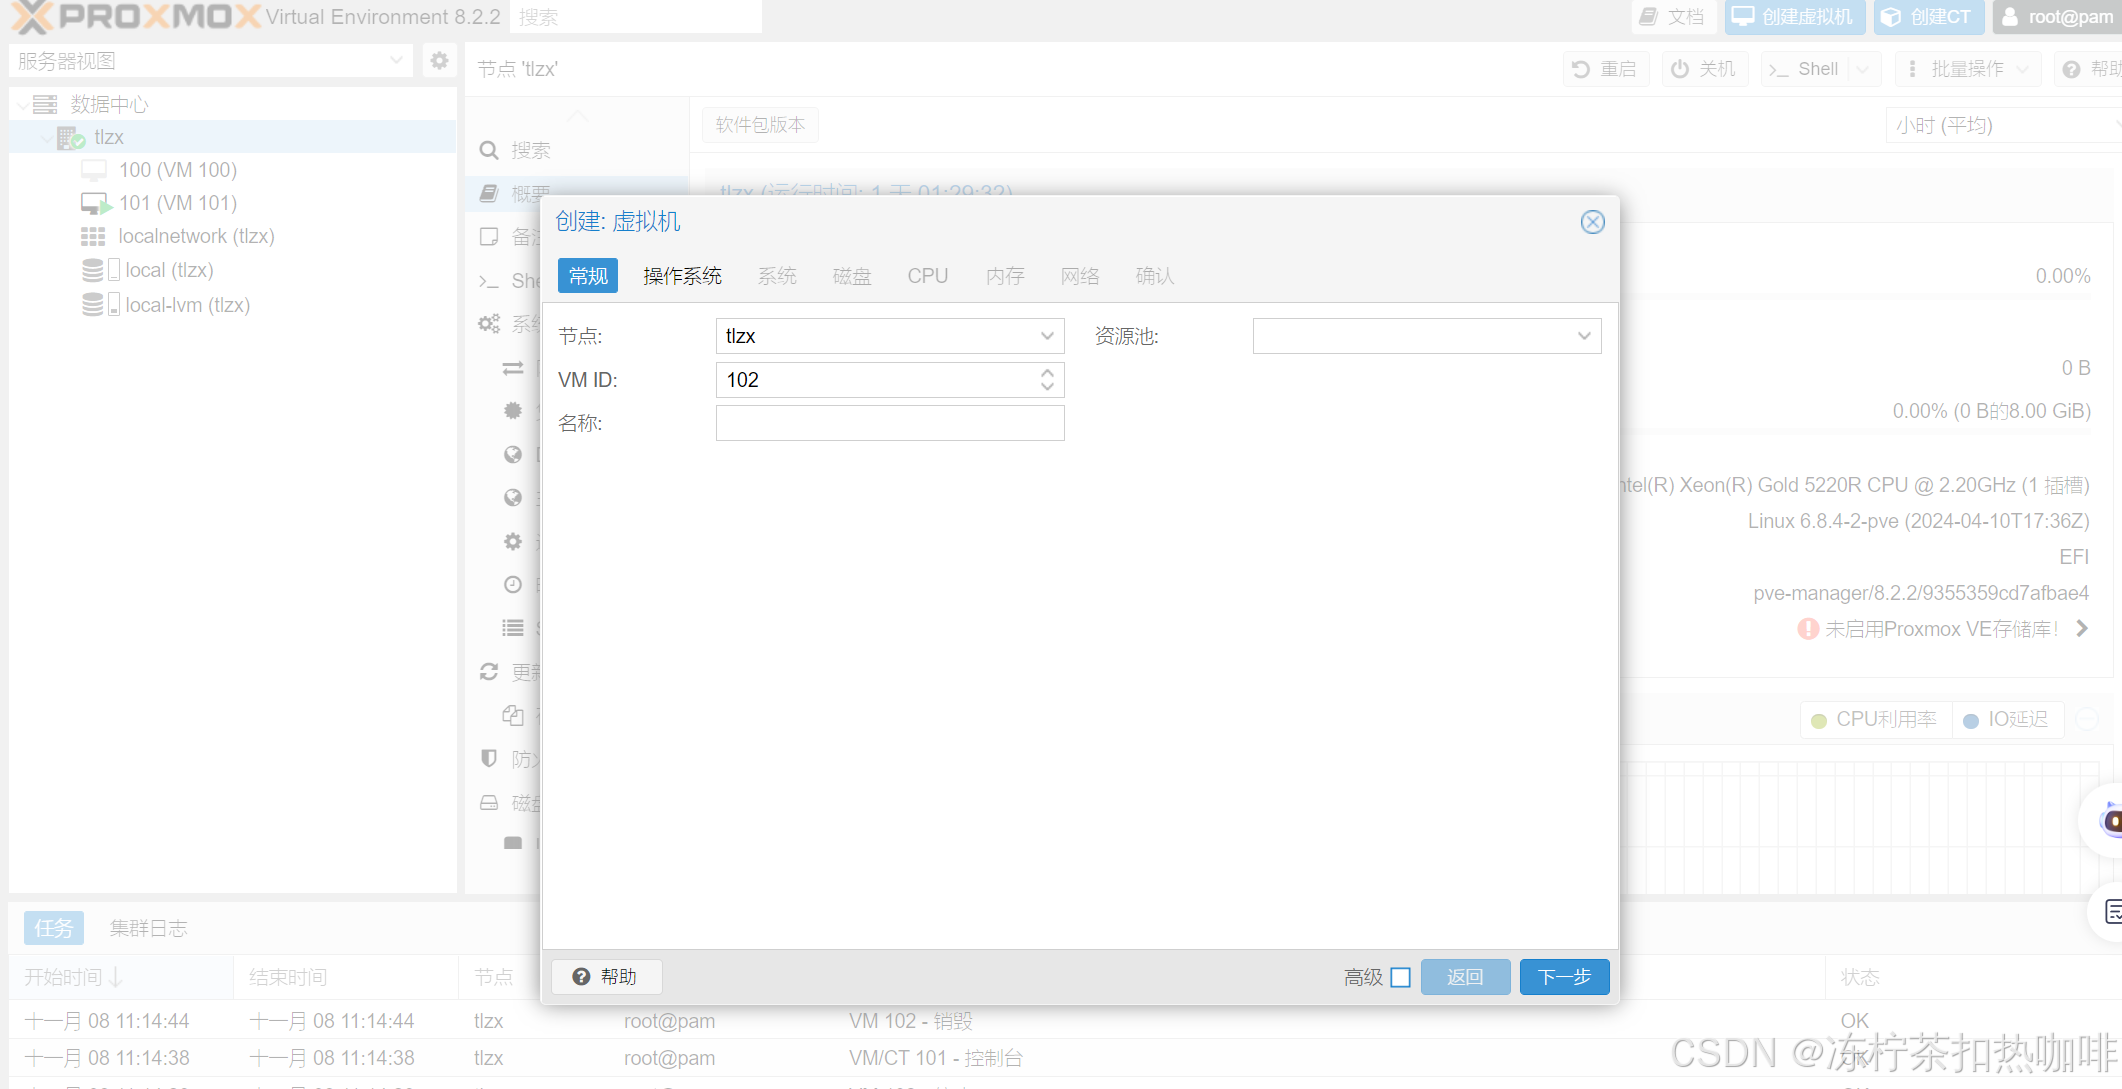 PROXMOX Virtual Environment 8.2.2 搜索 文档 创建虚拟机 创建CT root@pam
服务器视图
节点 'tlzx' 重启 关机 Shell 批量操作 帮助
数据中心
tlzx
100 (VM 100)
101 (VM 101)
localnetwork (tlzx)
local (tlzx)
local-lvm (tlzx)
搜索
概要
备注
She
系统
更新
防火
磁盘
软件包版本 小时 (平均)
tlzx (运行时间: 1 天 01:29:32)
创建: 虚拟机
常规 操作系统 系统 磁盘 CPU 内存 网络 确认
节点: tlzx 资源池:
VM ID: 102
名称:
帮助 高级 返回 下一步
0.00%
0 B
0.00% (0 B的8.00 GiB)
ntel(R) Xeon(R) Gold 5220R CPU @ 2.20GHz (1 插槽)
Linux 6.8.4-2-pve (2024-04-10T17:36Z)
EFI
pve-manager/8.2.2/9355359cd7afbae4
未启用Proxmox VE存储库!
CPU利用率 IO延迟
任务 集群日志
开始时间 结束时间 节点 状态
十一月 08 11:14:44 十一月 08 11:14:44 tlzx root@pam VM 102 - 销毁 OK
十一月 08 11:14:38 十一月 08 11:14:38 tlzx root@pam VM/CT 101 - 控制台 OK
CSDN @冻柠茶扣热咖啡